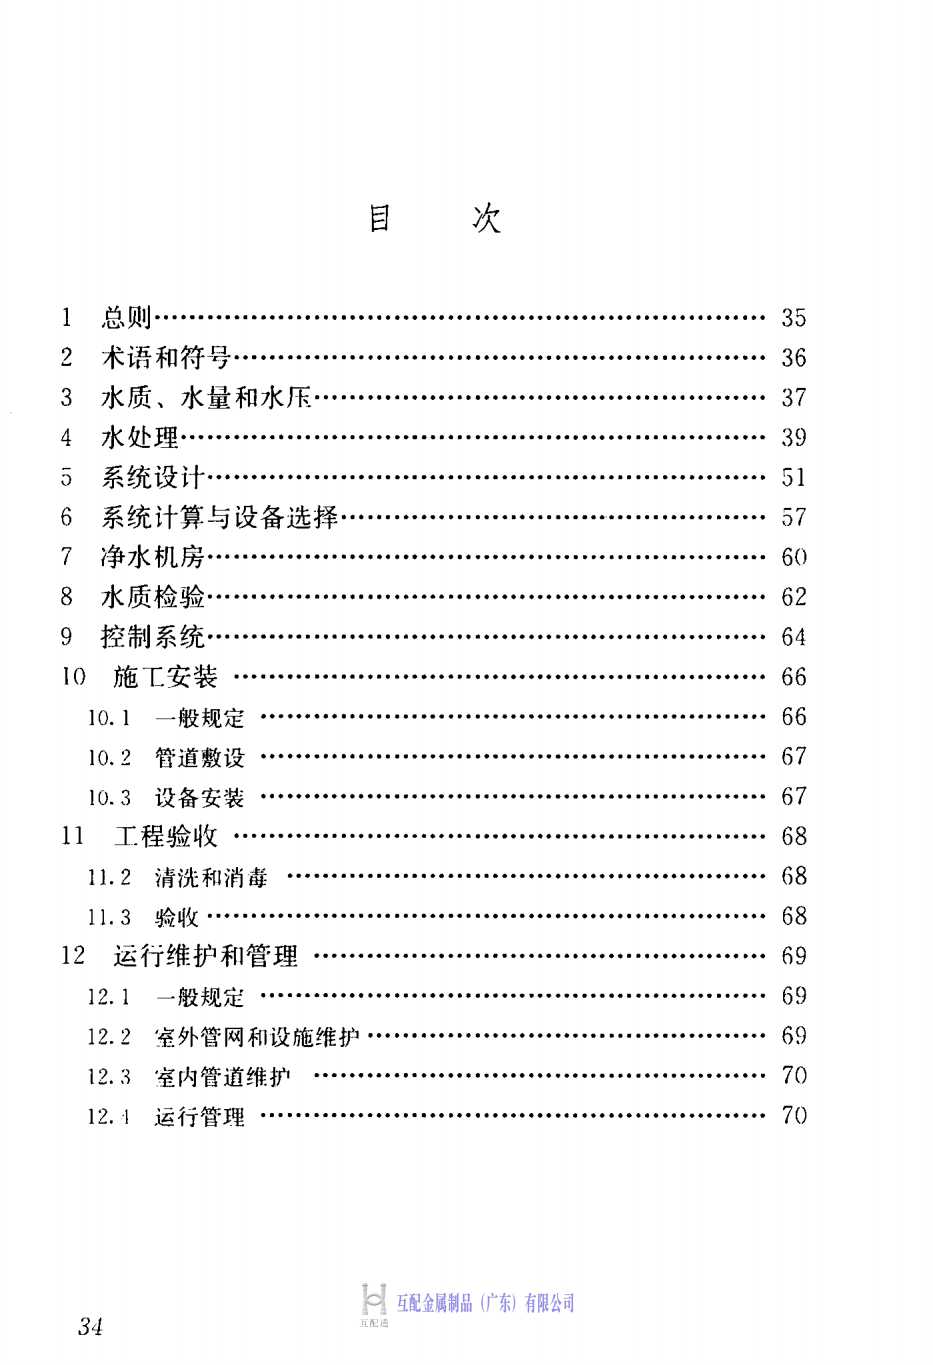 目 次
1 总则…………………………………………………… 35
2 术语和符号…………………………………………… 36
3 水质、水量和水压…………………………………… 37
4 水处理………………………………………………… 39
5 系统设计……………………………………………… 51
6 系统计算与设备选择………………………………… 57
7 净水机房……………………………………………… 60
8 水质检验……………………………………………… 62
9 控制系统……………………………………………… 64
10 施工安装 …………………………………………… 66
10.1 一般规定 ………………………………………… 66
10.2 管道敷设 ………………………………………… 67
10.3 设备安装 ………………………………………… 67
11 工程验收 …………………………………………… 68
11.2 清洗和消毒 ……………………………………… 68
11.3 验收 ……………………………………………… 68
12 运行维护和管理 …………………………………… 69
12.1 一般规定 ………………………………………… 69
12.2 室外管网和设施维护……………………………… 69
12.3 室内管道维护 …………………………………… 70
12.4 运行管理 ………………………………………… 70
互配金属制品（广东）有限公司
互配通
34